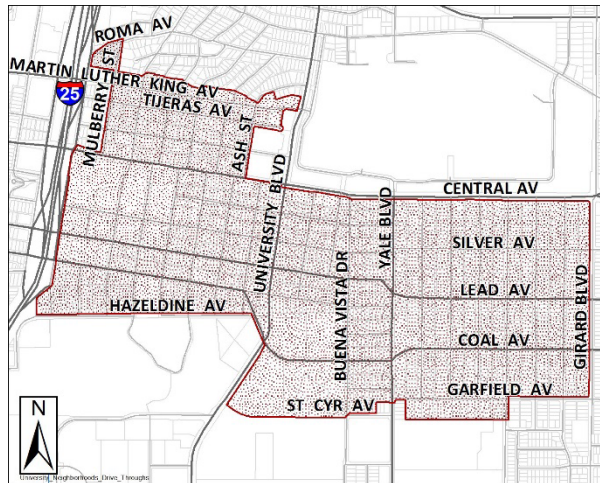 ROMA AV
MARTIN LUTHER KING AV
25
TIJERAS AV
MULBERRY ST
ASH ST
UNIVERSITY BLVD
CENTRAL AV
YALE BLVD
SILVER AV
BUENA VISTA DR
LEAD AV
GIRARD BLVD
HAZELDINE AV
COAL AV
GARFIELD AV
ST CYR AV
N
University_Neighborhoods_Drive_Throughs